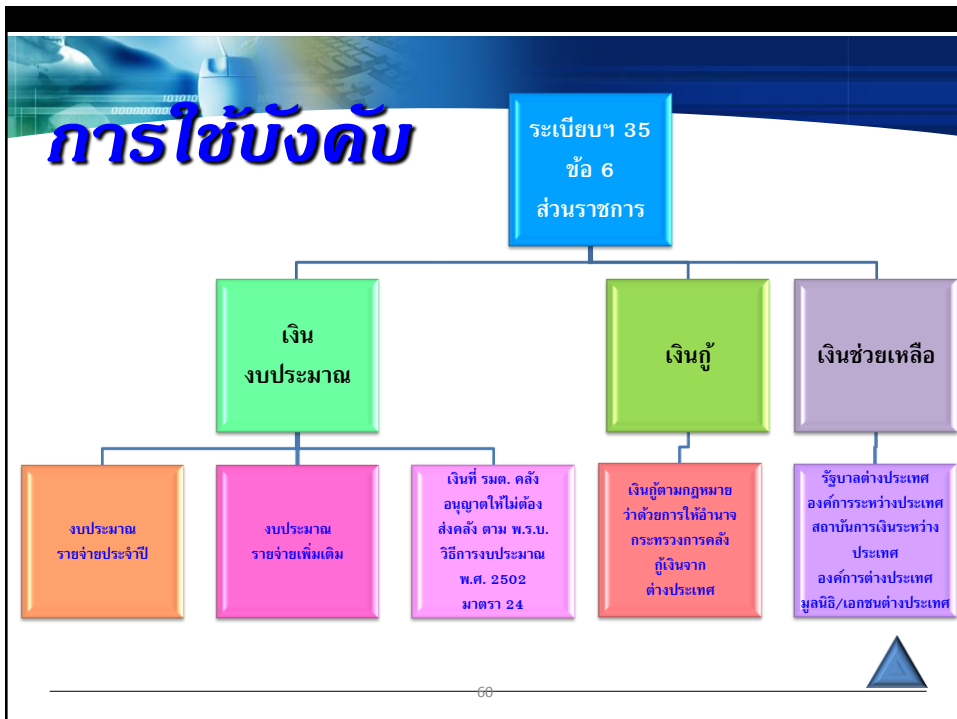 101010
00000000
การใช้บังคับ
ระเบียบฯ 35
ข้อ 6
ส่วนราชการ
เงิน
งบประมาณ
เงินกู้
เงินช่วยเหลือ
งบประมาณ
รายจ่ายประจำปี
งบประมาณ
รายจ่ายเพิ่มเติม
เงินที่ รมต. คลัง
อนุญาตให้ไม่ต้อง
ส่งคลัง ตาม พ.ร.บ.
วิธีการงบประมาณ
พ.ศ. 2502
มาตรา 24
เงินกู้ตามกฎหมาย
ว่าด้วยการให้อำนาจ
กระทรวงการคลัง
กู้เงินจาก
ต่างประเทศ
รัฐบาลต่างประเทศ
องค์การระหว่างประเทศ
สถาบันการเงินระหว่าง
ประเทศ
องค์การต่างประเทศ
มูลนิธิ/เอกชนต่างประเทศ
60